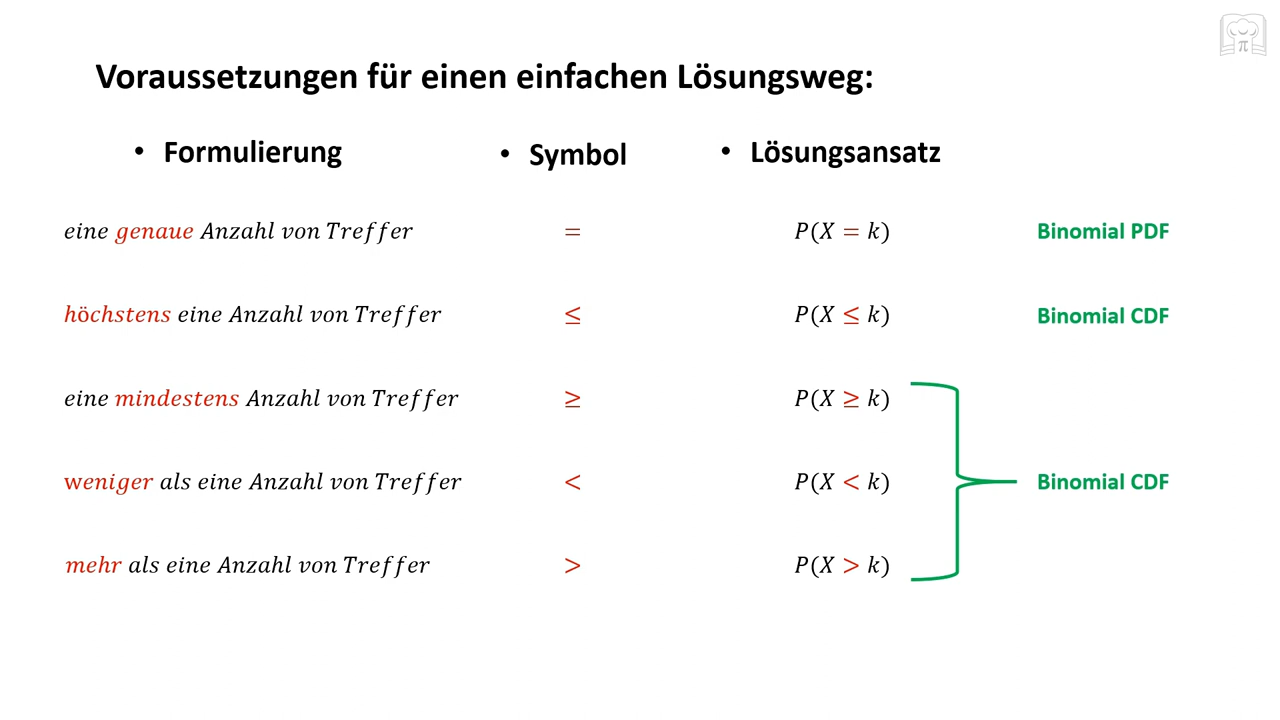 Voraussetzungen für einen einfachen Lösungsweg:
• Formulierung • Symbol • Lösungsansatz
eine genaue Anzahl von Treffer = P(X = k) Binomial PDF
höchstens eine Anzahl von Treffer ≤ P(X ≤ k) Binomial CDF
eine mindestens Anzahl von Treffer ≥ P(X ≥ k)
weniger als eine Anzahl von Treffer < P(X < k) Binomial CDF
mehr als eine Anzahl von Treffer > P(X > k)
π